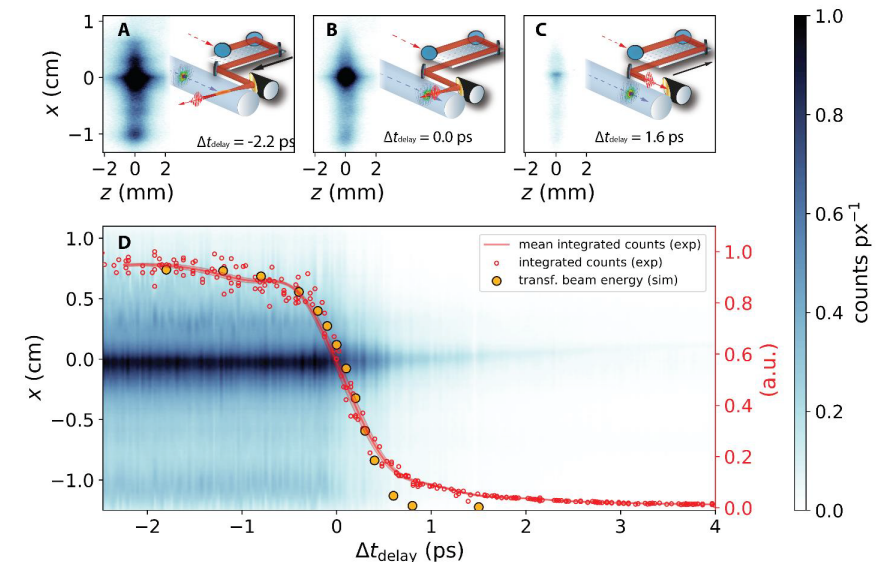 A
B
C
1
0
−1
x (cm)
Δt_delay = -2.2 ps
Δt_delay = 0.0 ps
Δt_delay = 1.6 ps
0 2
0 2
0 2
z (mm)
z (mm)
z (mm)
D
mean integrated counts (exp)
integrated counts (exp)
transf. beam energy (sim)
1.0
0.5
0.0
−0.5
−1.0
x (cm)
1.0
0.8
0.6
0.4
0.2
0.0
(a.u.)
−2 −1 0 1 2 3 4
Δt_delay (ps)
1.0
0.8
0.6
0.4
0.2
0.0
counts px⁻¹